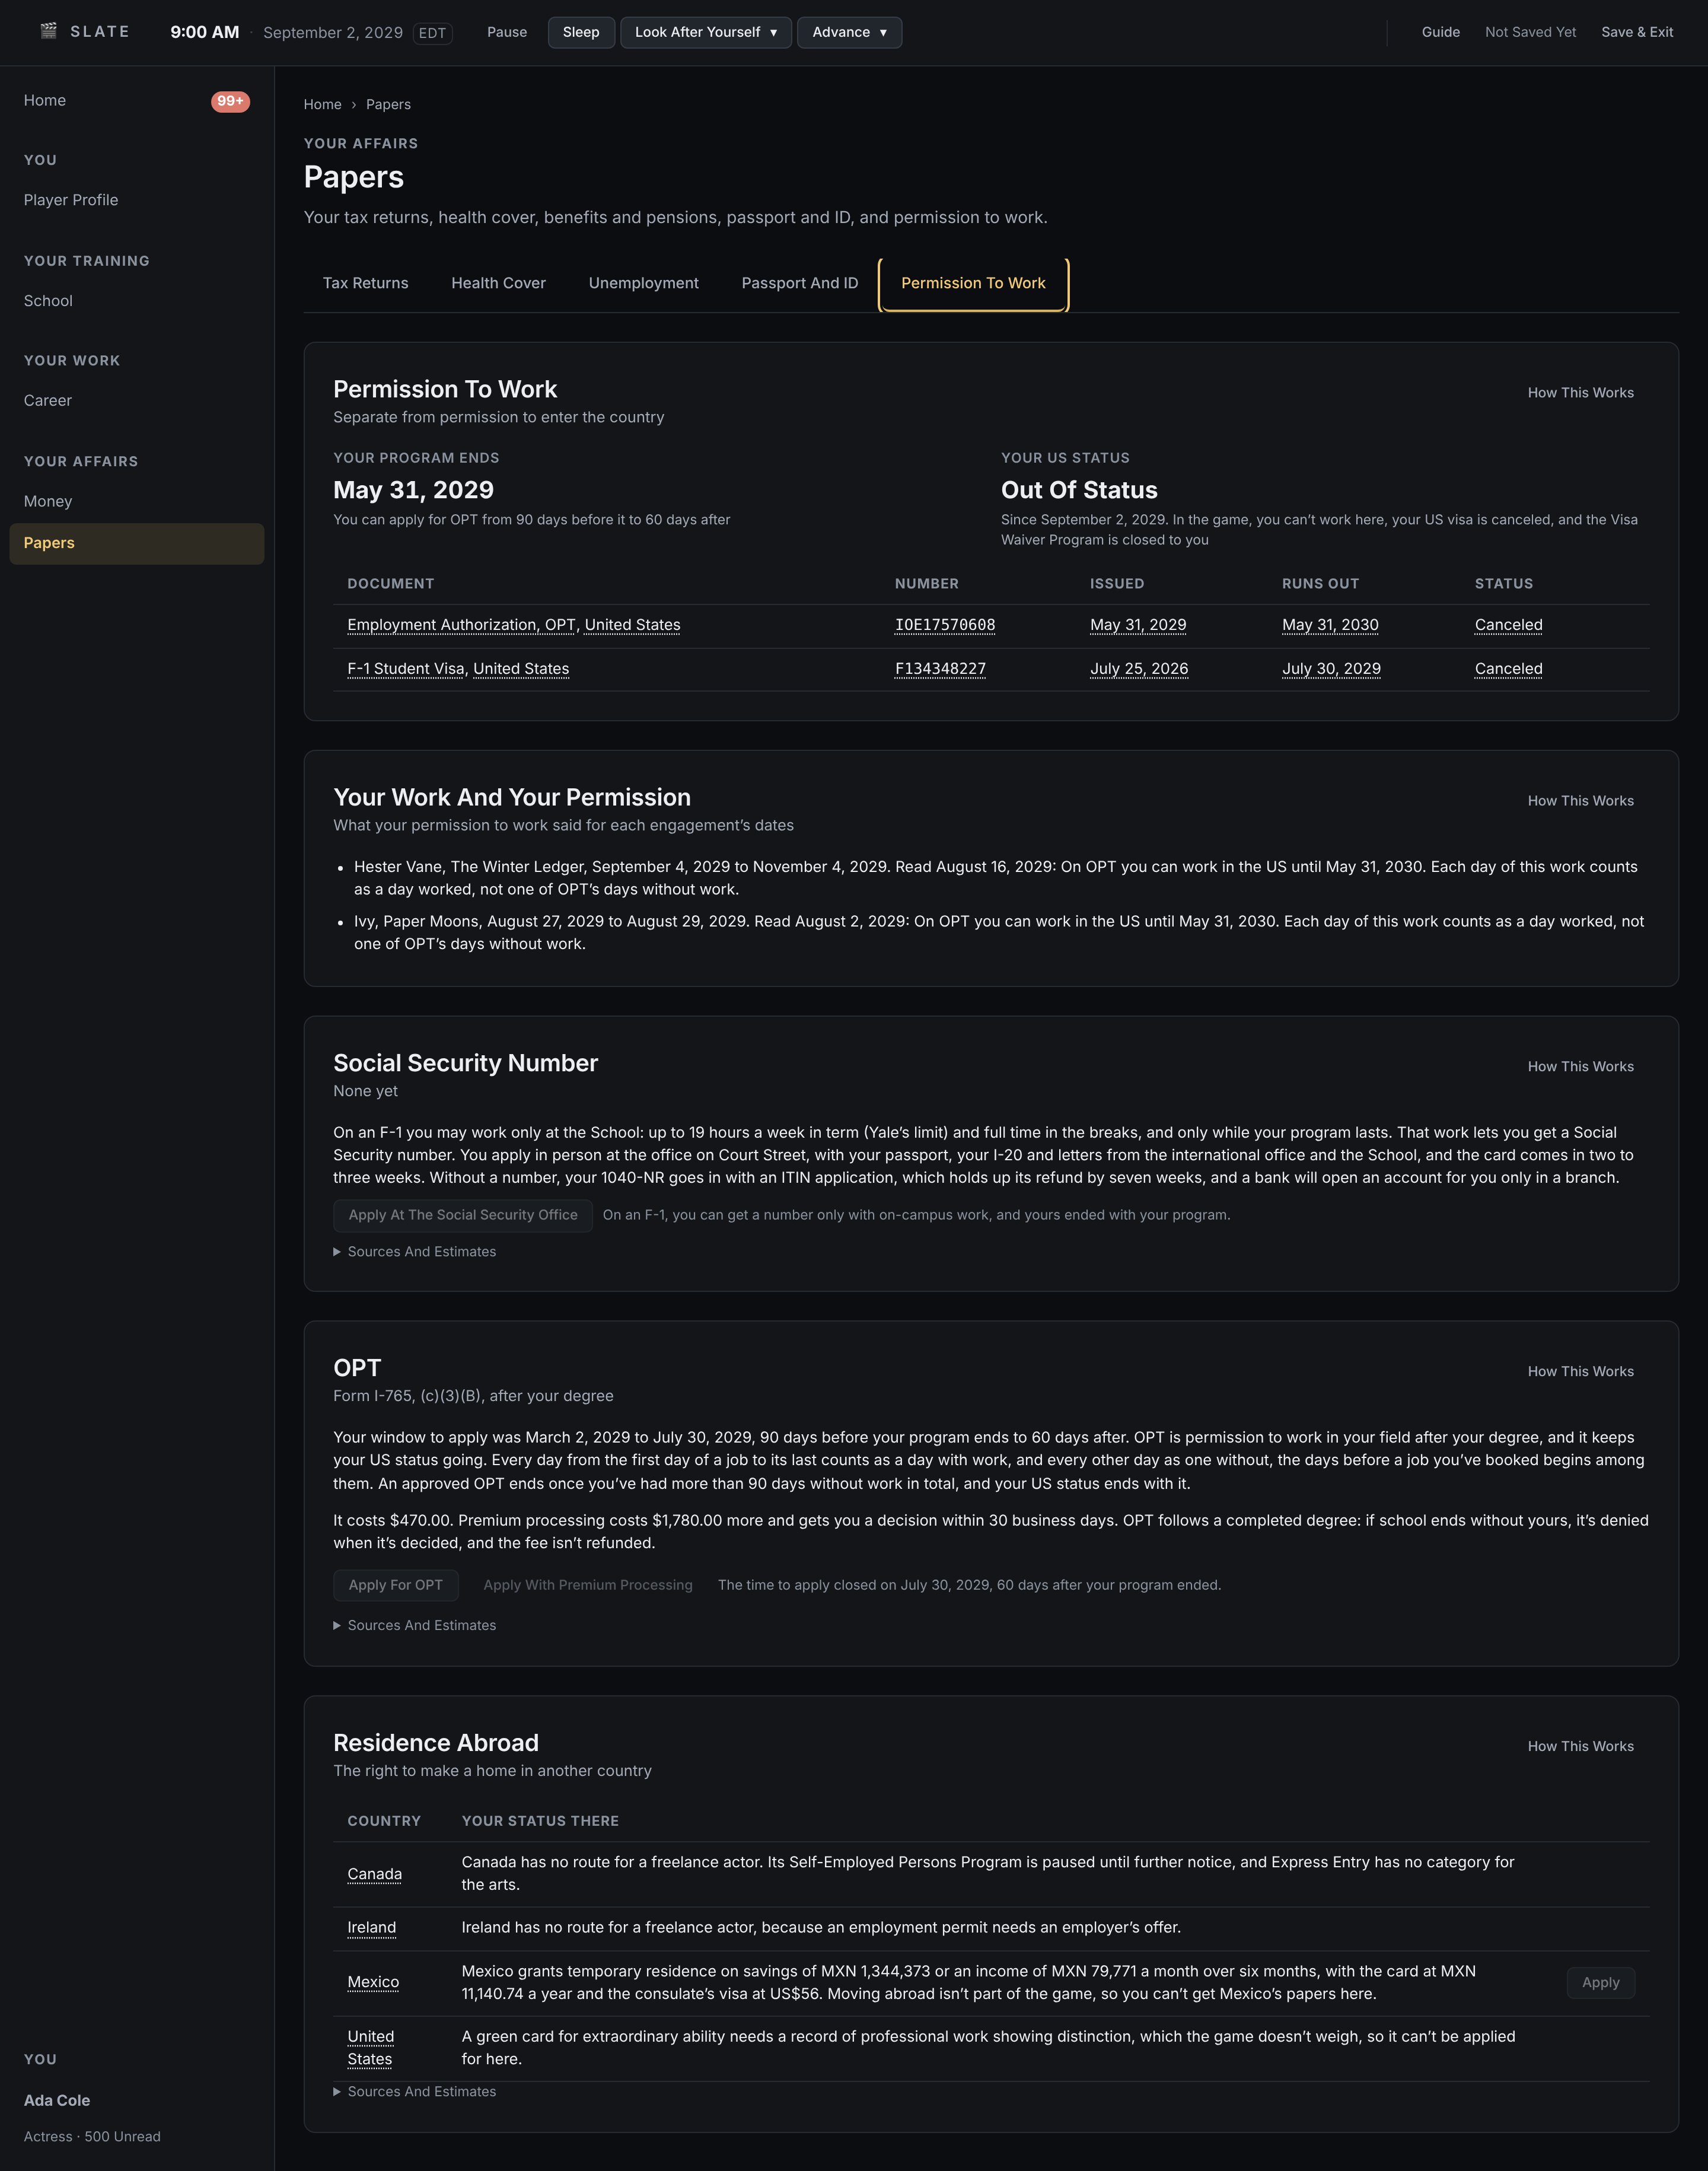 SLATE
9:00 AM · September 2, 2029 EDT
Pause
Sleep
Look After Yourself ▾
Advance ▾
Guide
Not Saved Yet
Save & Exit
Home
99+
YOU
Player Profile
YOUR TRAINING
School
YOUR WORK
Career
YOUR AFFAIRS
Money
Papers
YOU
Ada Cole
Actress · 500 Unread
Home › Papers
YOUR AFFAIRS
Papers
Your tax returns, health cover, benefits and pensions, passport and ID, and permission to work.
Tax Returns
Health Cover
Unemployment
Passport And ID
Permission To Work
Permission To Work
How This Works
Separate from permission to enter the country
YOUR PROGRAM ENDS
May 31, 2029
You can apply for OPT from 90 days before it to 60 days after
YOUR US STATUS
Out Of Status
Since September 2, 2029. In the game, you can’t work here, your US visa is canceled, and the Visa
Waiver Program is closed to you
DOCUMENT NUMBER ISSUED RUNS OUT STATUS
Employment Authorization, OPT, United States IOE17570608 May 31, 2029 May 31, 2030 Canceled
F-1 Student Visa, United States F134348227 July 25, 2026 July 30, 2029 Canceled
Your Work And Your Permission
How This Works
What your permission to work said for each engagement’s dates
• Hester Vane, The Winter Ledger, September 4, 2029 to November 4, 2029. Read August 16, 2029: On OPT you can work in the US until May 31, 2030. Each day of this work counts
as a day worked, not one of OPT’s days without work.
• Ivy, Paper Moons, August 27, 2029 to August 29, 2029. Read August 2, 2029: On OPT you can work in the US until May 31, 2030. Each day of this work counts as a day worked, not
one of OPT’s days without work.
Social Security Number
How This Works
None yet
On an F-1 you may work only at the School: up to 19 hours a week in term (Yale’s limit) and full time in the breaks, and only while your program lasts. That work lets you get a Social
Security number. You apply in person at the office on Court Street, with your passport, your I-20 and letters from the international office and the School, and the card comes in two to
three weeks. Without a number, your 1040-NR goes in with an ITIN application, which holds up its refund by seven weeks, and a bank will open an account for you only in a branch.
Apply At The Social Security Office
On an F-1, you can get a number only with on-campus work, and yours ended with your program.
▶ Sources And Estimates
OPT
How This Works
Form I-765, (c)(3)(B), after your degree
Your window to apply was March 2, 2029 to July 30, 2029, 90 days before your program ends to 60 days after. OPT is permission to work in your field after your degree, and it keeps
your US status going. Every day from the first day of a job to its last counts as a day with work, and every other day as one without, the days before a job you’ve booked begins among
them. An approved OPT ends once you’ve had more than 90 days without work in total, and your US status ends with it.
It costs $470.00. Premium processing costs $1,780.00 more and gets you a decision within 30 business days. OPT follows a completed degree: if school ends without yours, it’s denied
when it’s decided, and the fee isn’t refunded.
Apply For OPT
Apply With Premium Processing
The time to apply closed on July 30, 2029, 60 days after your program ended.
▶ Sources And Estimates
Residence Abroad
How This Works
The right to make a home in another country
COUNTRY YOUR STATUS THERE
Canada
Canada has no route for a freelance actor. Its Self-Employed Persons Program is paused until further notice, and Express Entry has no category for
the arts.
Ireland
Ireland has no route for a freelance actor, because an employment permit needs an employer’s offer.
Mexico
Mexico grants temporary residence on savings of MXN 1,344,373 or an income of MXN 79,771 a month over six months, with the card at MXN
11,140.74 a year and the consulate’s visa at US$56. Moving abroad isn’t part of the game, so you can’t get Mexico’s papers here.
Apply
United
States
A green card for extraordinary ability needs a record of professional work showing distinction, which the game doesn’t weigh, so it can’t be applied
for here.
▶ Sources And Estimates